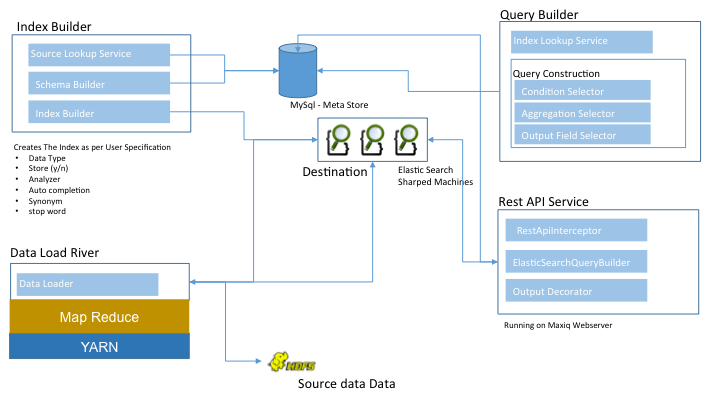 Index Builder
Source Lookup Service
Schema Builder
Index Builder
Creates The Index as per User Specification
• Data Type
• Store (y/n)
• Analyzer
• Auto completion
• Synonym
• stop word
MySql - Meta Store
Destination
Elastic Search
Sharped Machines
Query Builder
Index Lookup Service
Query Construction
Condition Selector
Aggregation Selector
Output Field Selector
Rest API Service
RestApiInterceptor
ElasticSearchQueryBuilder
Output Decorator
Running on Maxiq Webserver
Data Load River
Data Loader
Map Reduce
YARN
HDFS
Source data Data